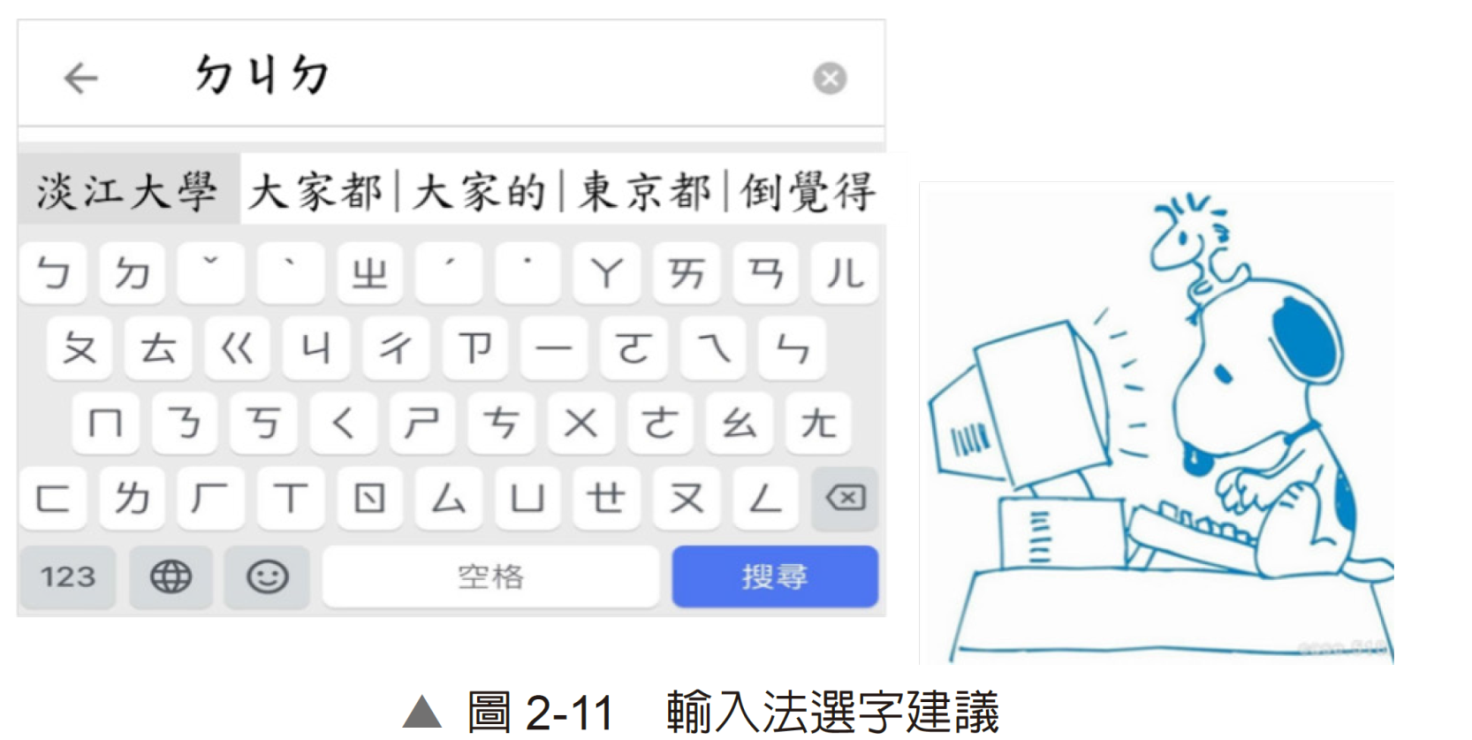 ← ㄉㄐㄉ
淡江大學 大家都|大家的|東京都|倒覺得
ㄅ ㄉ ˇ ˋ ㄓ ˊ ˙ ㄚ ㄞ ㄢ ㄦ
ㄆ ㄊ ㄍ ㄐ ㄔ ㄗ ㄧ ㄛ ㄟ ㄣ
ㄇ ㄋ ㄎ ㄑ ㄕ ㄘ ㄨ ㄜ ㄠ ㄤ
ㄈ ㄌ ㄏ ㄒ ㄖ ㄙ ㄩ ㄝ ㄡ ㄥ
123 空格 搜尋
▲ 圖 2-11 輸入法選字建議